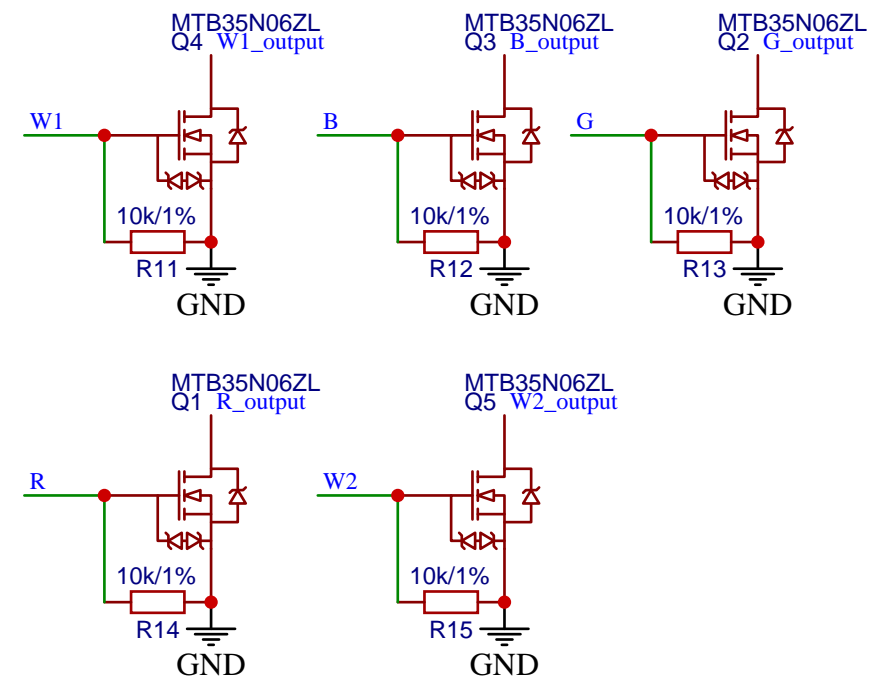 MTB35N06ZL
Q4 W1_output
W1
10k/1%
R11
GND
MTB35N06ZL
Q3 B_output
B
10k/1%
R12
GND
MTB35N06ZL
Q2 G_output
G
10k/1%
R13
GND
MTB35N06ZL
Q1 R_output
R
10k/1%
R14
GND
MTB35N06ZL
Q5 W2_output
W2
10k/1%
R15
GND